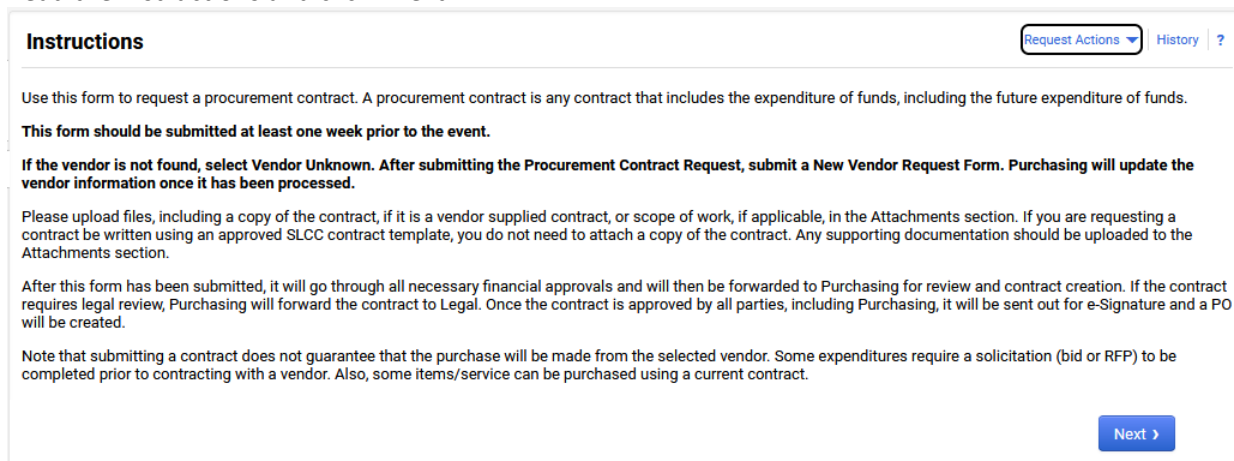 Instructions
Request Actions
History
?
Use this form to request a procurement contract. A procurement contract is any contract that includes the expenditure of funds, including the future expenditure of funds.
This form should be submitted at least one week prior to the event.
If the vendor is not found, select Vendor Unknown. After submitting the Procurement Contract Request, submit a New Vendor Request Form. Purchasing will update the
vendor information once it has been processed.
Please upload files, including a copy of the contract, if it is a vendor supplied contract, or scope of work, if applicable, in the Attachments section. If you are requesting a
contract be written using an approved SLCC contract template, you do not need to attach a copy of the contract. Any supporting documentation should be uploaded to the
Attachments section.
After this form has been submitted, it will go through all necessary financial approvals and will then be forwarded to Purchasing for review and contract creation. If the contract
requires legal review, Purchasing will forward the contract to Legal. Once the contract is approved by all parties, including Purchasing, it will be sent out for e-Signature and a PO
will be created.
Note that submitting a contract does not guarantee that the purchase will be made from the selected vendor. Some expenditures require a solicitation (bid or RFP) to be
completed prior to contracting with a vendor. Also, some items/service can be purchased using a current contract.
Next ›